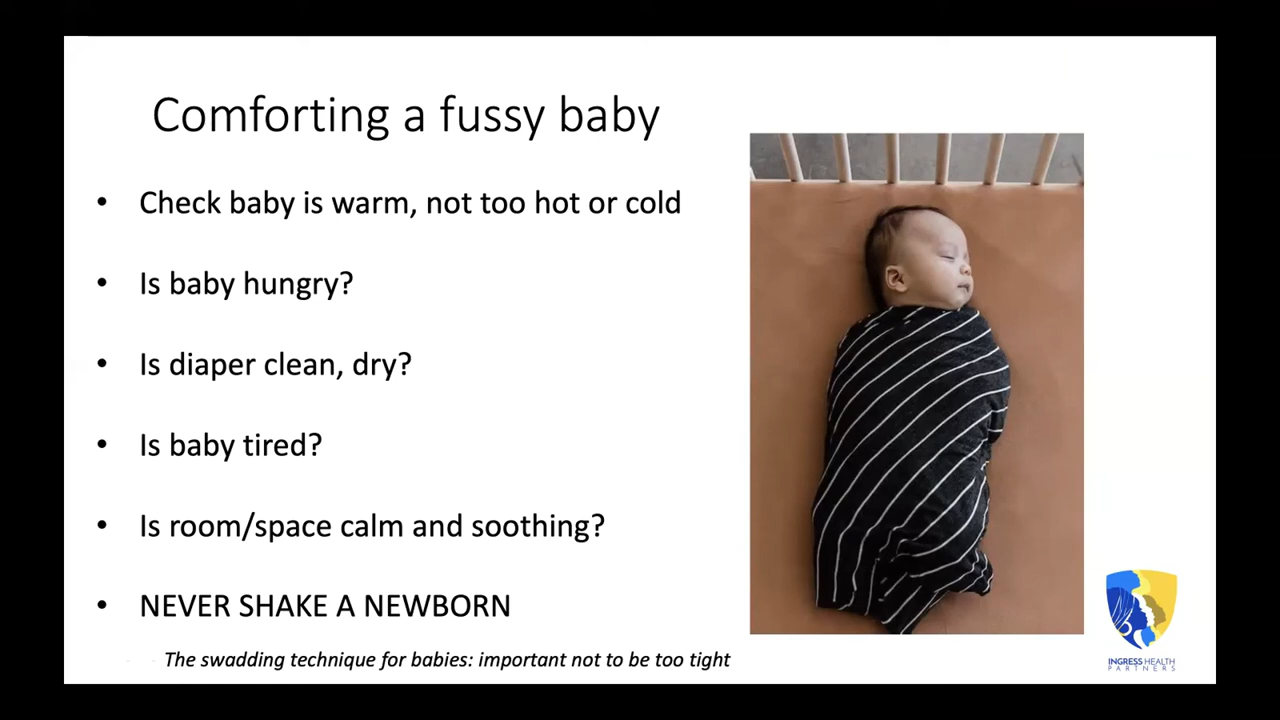 Comforting a fussy baby
• Check baby is warm, not too hot or cold
• Is baby hungry?
• Is diaper clean, dry?
• Is baby tired?
• Is room/space calm and soothing?
• NEVER SHAKE A NEWBORN
The swadding technique for babies: important not to be too tight
INGRESS HEALTH
PARTNERS